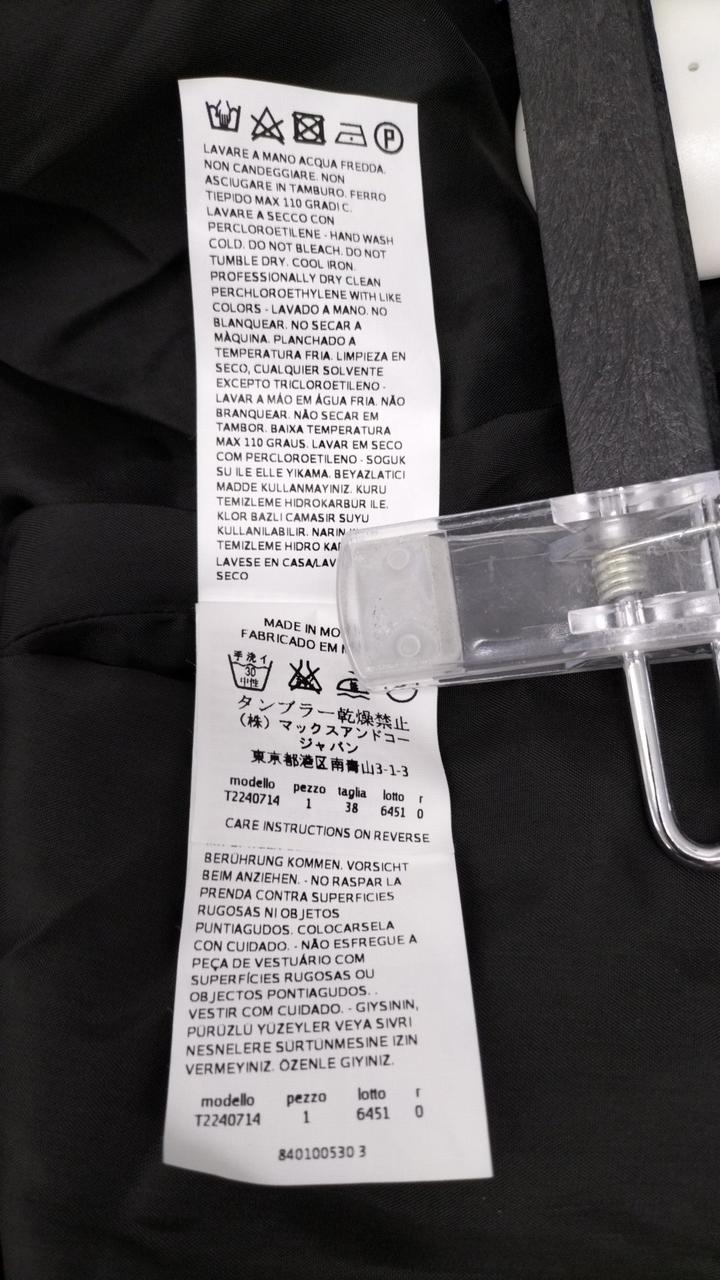 P
LAVARE A MANO ACQUA FREDDA.
NON CANDEGGIARE. NON
ASCIUGARE IN TAMBURO. FERRO
TIEPIDO MAX 110 GRADI C.
LAVARE A SECCO CON
PERCLOROETILENE - HAND WASH
COLD. DO NOT BLEACH. DO NOT
TUMBLE DRY. COOL IRON.
PROFESSIONALLY DRY CLEAN
PERCHLOROETHYLENE WITH LIKE
COLORS - LAVADO A MANO. NO
BLANQUEAR. NO SECAR A
MÀQUINA. PLANCHADO A
TEMPERATURA FRIA. LIMPIEZA EN
SECO, CUALQUIER SOLVENTE
EXCEPTO TRICLOROETILENO -
LAVAR A MÁO EM ÁGUA FRIA. NÃO
BRANQUEAR. NÃO SECAR EM
TAMBOR. BAIXA TEMPERATURA
MAX 110 GRAUS. LAVAR EM SECO
COM PERCLOROETILENO - SOGUK
SU ILE ELLE YIKAMA. BEYAZLATICI
MADDE KULLANMAYINIZ. KURU
TEMIZLEME HIDROKARBÜR ILE.
KLOR BAZLI CAMASIR SUYU
KULLANILABILIR. NARIN
TEMIZLEME HIDRO
LAVESE EN CASA/LAV
SECO
MADE IN MO
FABRICADO EM
手洗イ
30
中性
タンブラー乾燥禁止
(株) マックスアンドコー
ジャパン
東京都港区南青山3-1-3
modello pezzo taglia lotto r
T2240714 1 38 6451 0
CARE INSTRUCTIONS ON REVERSE
BERÜHRUNG KOMMEN. VORSICHT
BEIM ANZIEHEN. - NO RASPAR LA
PRENDA CONTRA SUPERFICIES
RUGOSAS NI OBJETOS
PUNTIAGUDOS. COLOCARSELA
CON CUIDADO. - NÃO ESFREGUE A
PEÇA DE VESTUÁRIO COM
SUPERFÍCIES RUGOSAS OU
OBJECTOS PONTIAGUDOS. .
VESTIR COM CUIDADO. - GIYSININ,
PÜRÜZLÜ YÜZEYLER VEYA SIVRI
NESNELERE SÜRTÜNMESINE IZIN
VERMEYINIZ. ÖZENLE GIYINIZ.
modello pezzo lotto r
T2240714 1 6451 0
840100530 3